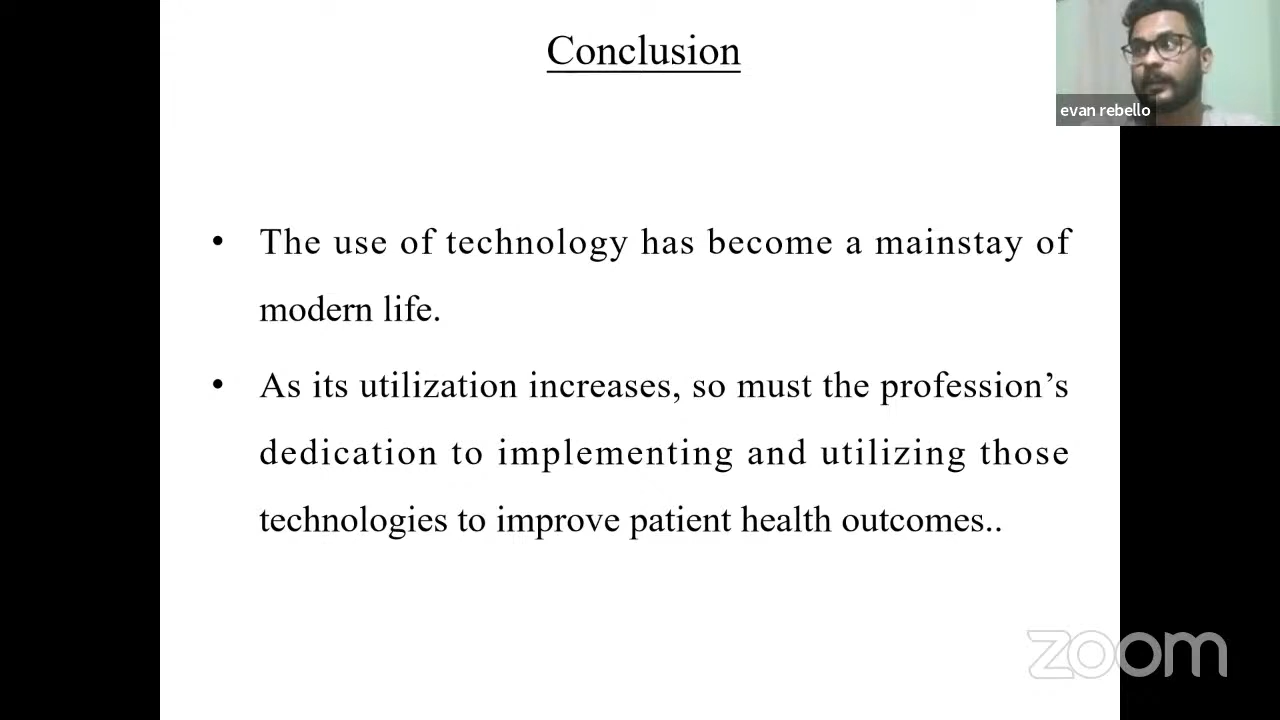 Conclusion
evan rebello
• The use of technology has become a mainstay of
modern life.
• As its utilization increases, so must the profession’s
dedication to implementing and utilizing those
technologies to improve patient health outcomes..
zoom